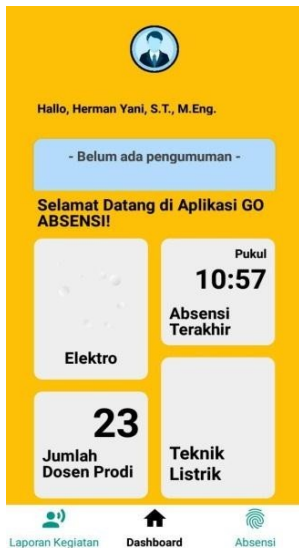 Hallo, Herman Yani, S.T., M.Eng.
- Belum ada pengumuman -
Selamat Datang di Aplikasi GO
ABSENSI!
Elektro
Pukul
10:57
Absensi
Terakhir
23
Jumlah
Dosen Prodi
Teknik
Listrik
Laporan Kegiatan
Dashboard
Absensi